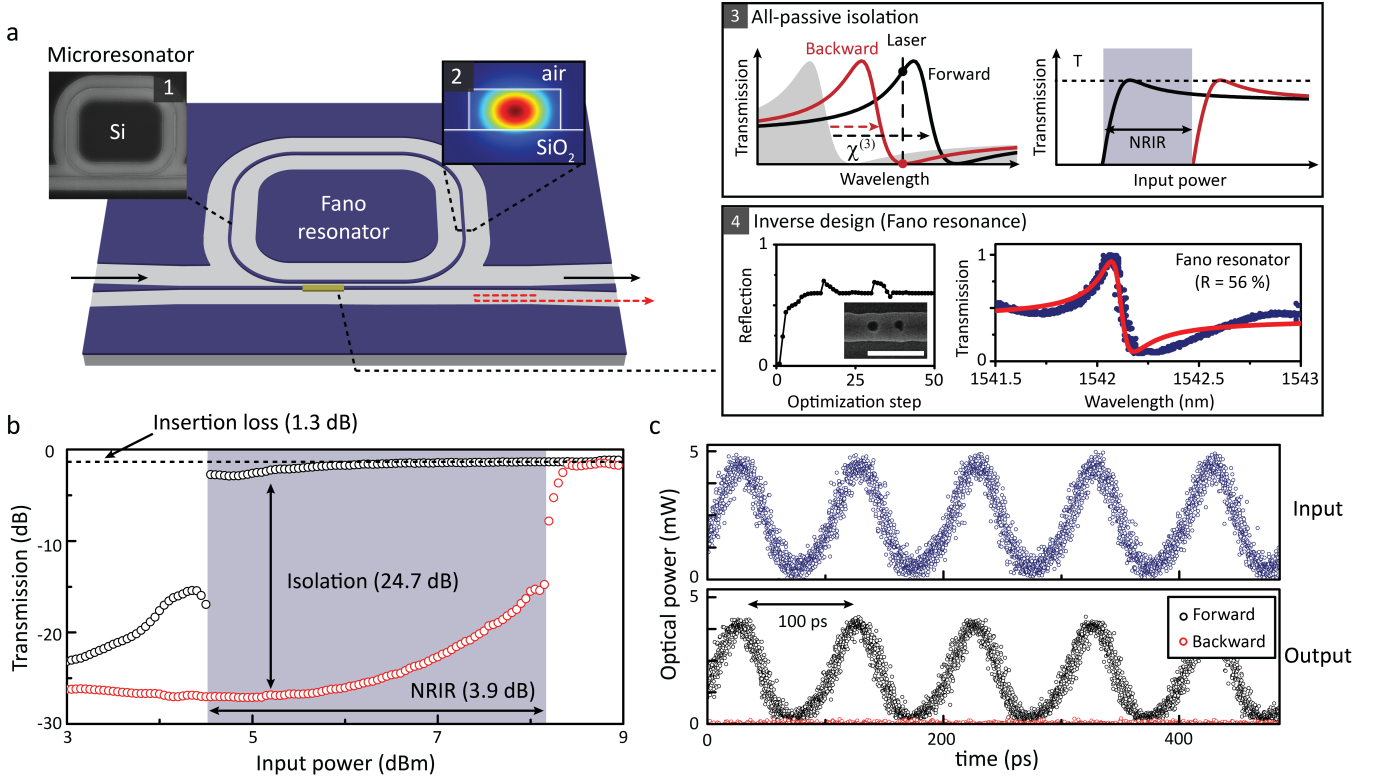 a
Microresonator
1
Si
2
air
SiO2
Fano
resonator
3 All-passive isolation
Transmission
Backward
Laser
Forward
χ(3)
Wavelength
Transmission
T
NRIR
Input power
4 Inverse design (Fano resonance)
Reflection
1
0
0 25 50
Optimization step
Transmission
1
0
Fano resonator
(R = 56 %)
1541.5 1542 1542.5 1543
Wavelength (nm)
b
Insertion loss (1.3 dB)
Transmission (dB)
0
-10
-20
-30
Isolation (24.7 dB)
NRIR (3.9 dB)
3 5 7 9
Input power (dBm)
c
Optical power (mW)
5
0
Input
5
0
100 ps
Forward
Backward
Output
0 200 400
time (ps)